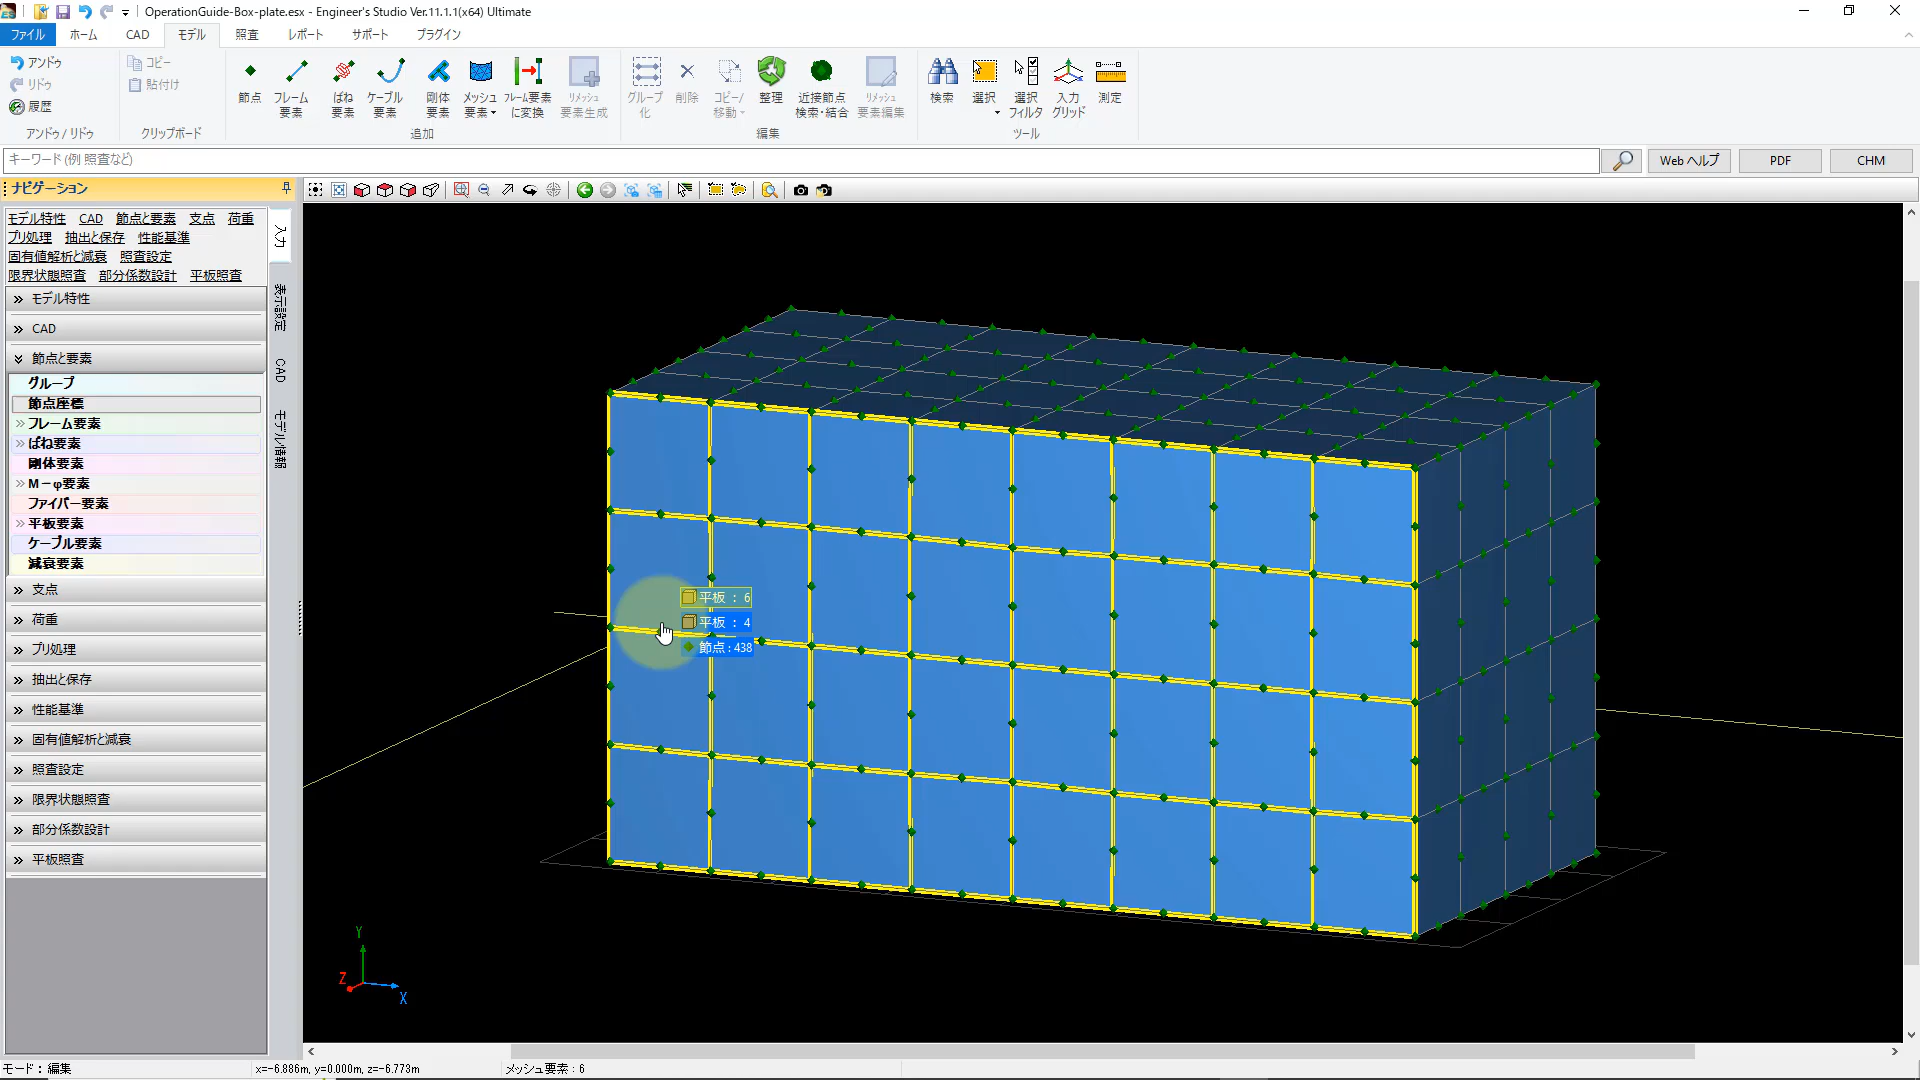 OperationGuide-Box-plate.esx - Engineer's Studio Ver.11.1.1(x64) Ultimate
ファイル ホーム CAD モデル 照査 レポート サポート プラグイン
アンドゥ
リドゥ
履歴
アンドゥ / リドゥ
コピー
貼付け
クリップボード
節点
フレーム
要素
ばね
要素
ケーブル
要素
剛体
要素
メッシュ
要素
フレーム要素
に変換
リメッシュ
要素生成
追加
グループ
化
削除
コピー/
移動
整理
近接節点
検索・結合
リメッシュ
要素編集
編集
検索
選択
選択
フィルタ
入力
グリッド
測定
ツール
キーワード (例 照査など)
Web ヘルプ
PDF
CHM
ナビゲーション
モデル特性 CAD 節点と要素 支点 荷重
プリ処理 抽出と保存 性能基準
固有値解析と減衰 照査設定
限界状態照査 部分係数設計 平板照査
入力
表示設定
CAD
モデル情報
モデル特性
CAD
節点と要素
グループ
節点座標
フレーム要素
ばね要素
剛体要素
M－φ要素
ファイバー要素
平板要素
ケーブル要素
減衰要素
支点
荷重
プリ処理
抽出と保存
性能基準
固有値解析と減衰
照査設定
限界状態照査
部分係数設計
平板照査
平板 : 6
平板 : 4
節点 : 438
Y
Z
X
モード : 編集
x=-6.886m, y=0.000m, z=-6.773m
メッシュ要素 : 6